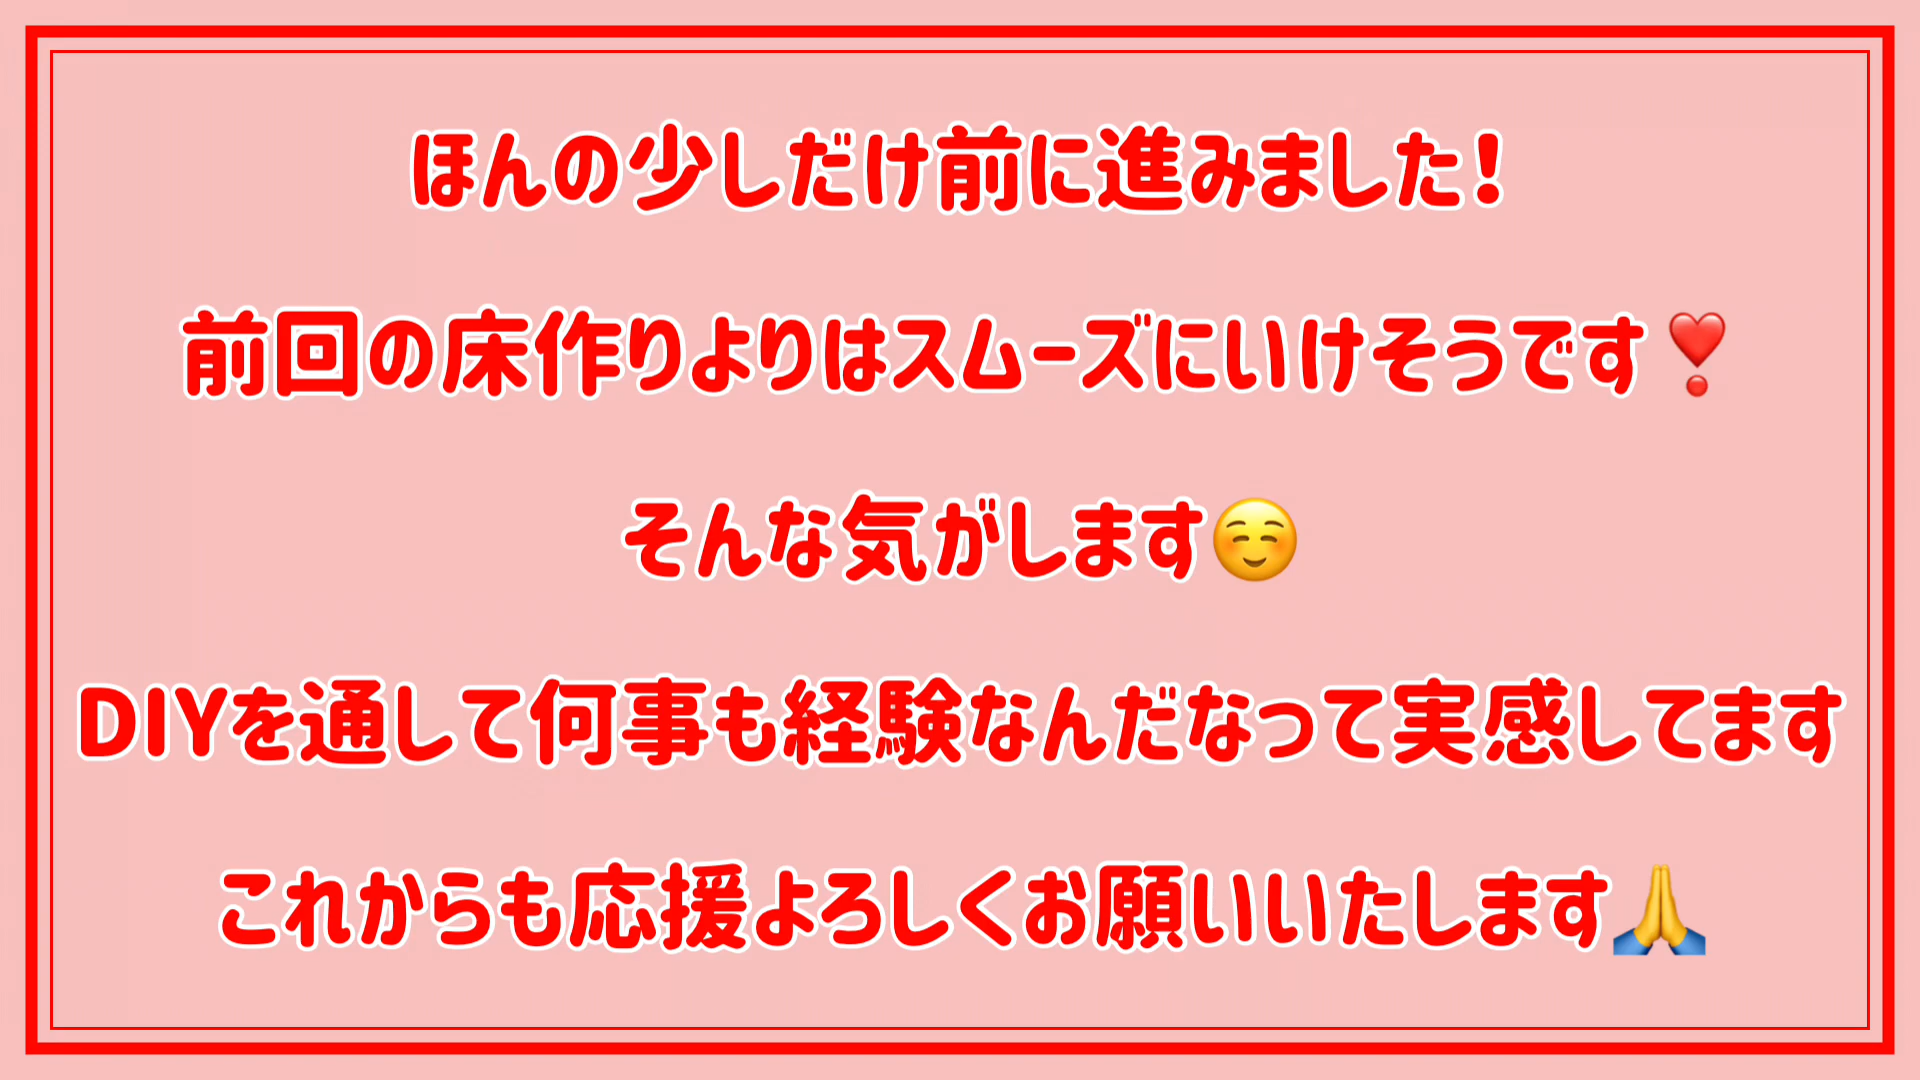 ほんの少しだけ前に進みました！
前回の床作りよりはスムーズにいけそうです❣️
そんな気がします☺️
DIYを通して何事も経験なんだなって実感してます
これからも応援よろしくお願いいたします🙏